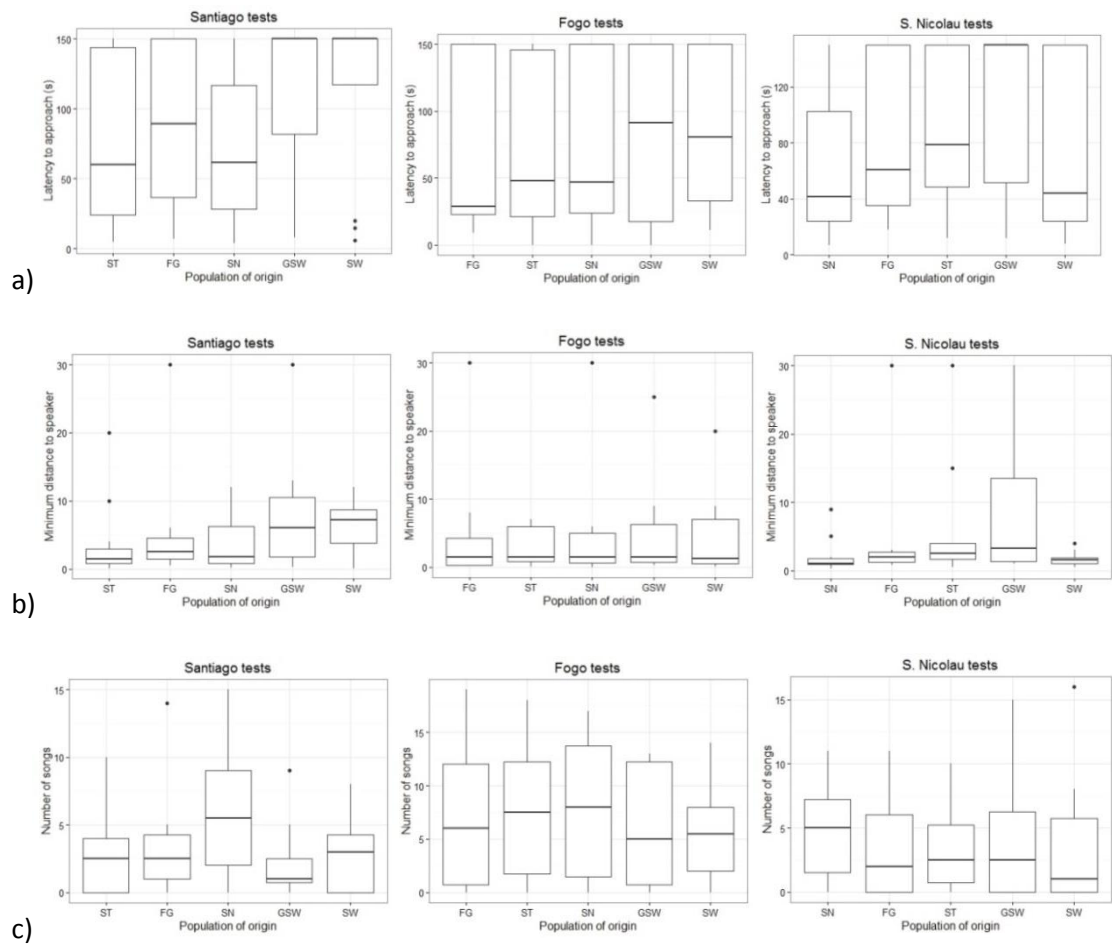 Santiago tests
Latency to approach (s)
150
100
50
0
ST FG SN GSW SW
Population of origin
Fogo tests
Latency to approach (s)
150
100
50
0
FG ST SN GSW SW
Population of origin
S. Nicolau tests
Latency to approach (s)
120
80
40
0
SN FG ST GSW SW
Population of origin
a)
Santiago tests
Minimum distance to speaker
30
20
10
0
ST FG SN GSW SW
Population of origin
Fogo tests
Minimum distance to speaker
30
20
10
0
FG ST SN GSW SW
Population of origin
S. Nicolau tests
Minimum distance to speaker
30
20
10
0
SN FG ST GSW SW
Population of origin
b)
Santiago tests
Number of songs
15
10
5
0
ST FG SN GSW SW
Population of origin
Fogo tests
Number of songs
15
10
5
0
FG ST SN GSW SW
Population of origin
S. Nicolau tests
Number of songs
15
10
5
0
SN FG ST GSW SW
Population of origin
c)